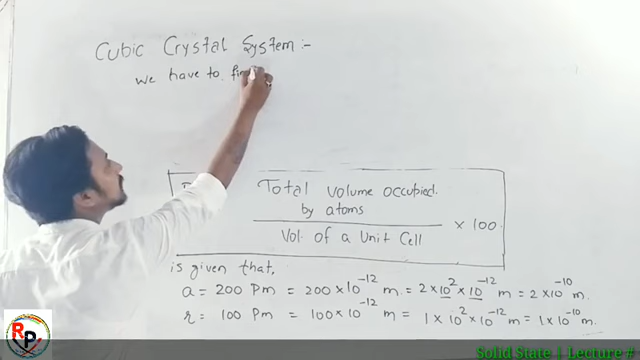 Cubic Crystal System :-
we have to fin
Total volume occupied
by atoms
Vol. of a Unit Cell
× 100
is given that,
a = 200 Pm = 200×10⁻¹² m. = 2×10²×10⁻¹² m = 2×10⁻¹⁰ m.
r = 100 Pm = 100×10⁻¹² m = 1×10²×10⁻¹² m = 1×10⁻¹⁰ m.
RP
Solid State | Lecture #